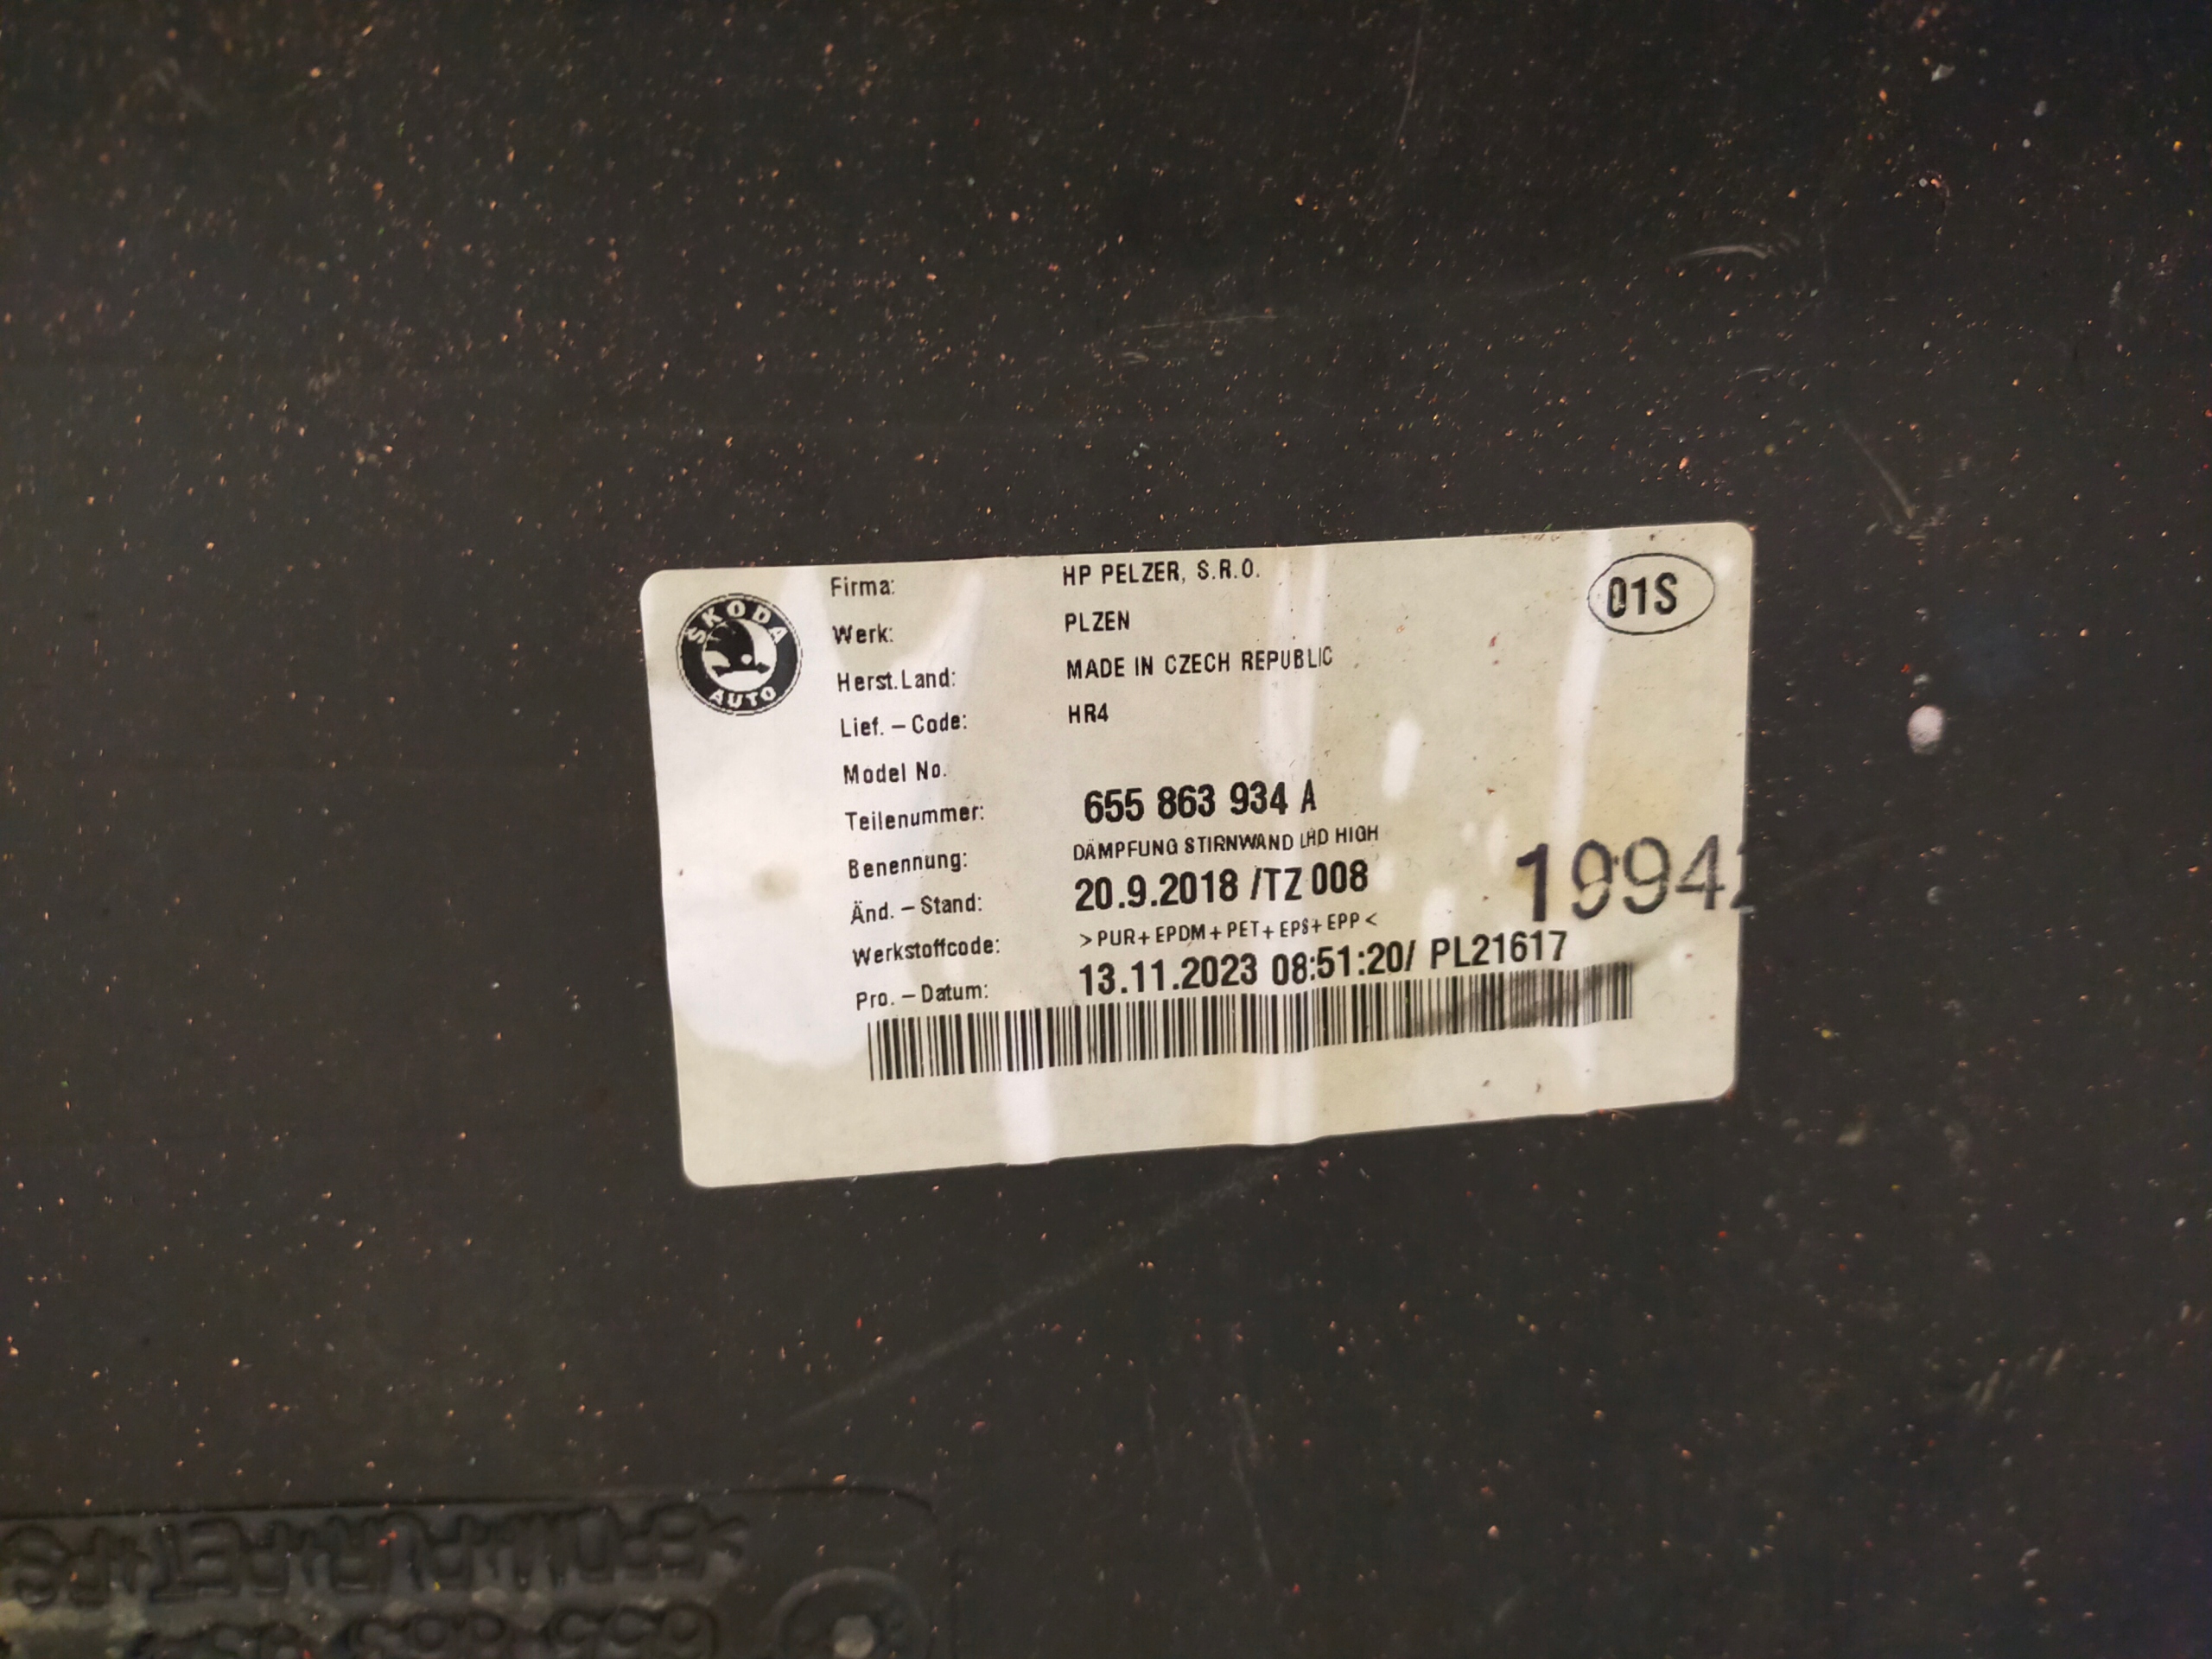 ŠKODA
AUTO
01S
Firma: HP PELZER, S.R.O.
Werk: PLZEN
Herst.Land: MADE IN CZECH REPUBLIC
Lief. – Code: HR4
Model No.
Teilenummer: 655 863 934 A
Benennung: DÄMPFUNG STIRNWAND LHD HIGH
Änd. – Stand: 20.9.2018 /TZ 008
Werkstoffcode: >PUR+EPDM+PET+EPS+EPP<
Pro. – Datum: 13.11.2023 08:51:20/ PL21617
1994